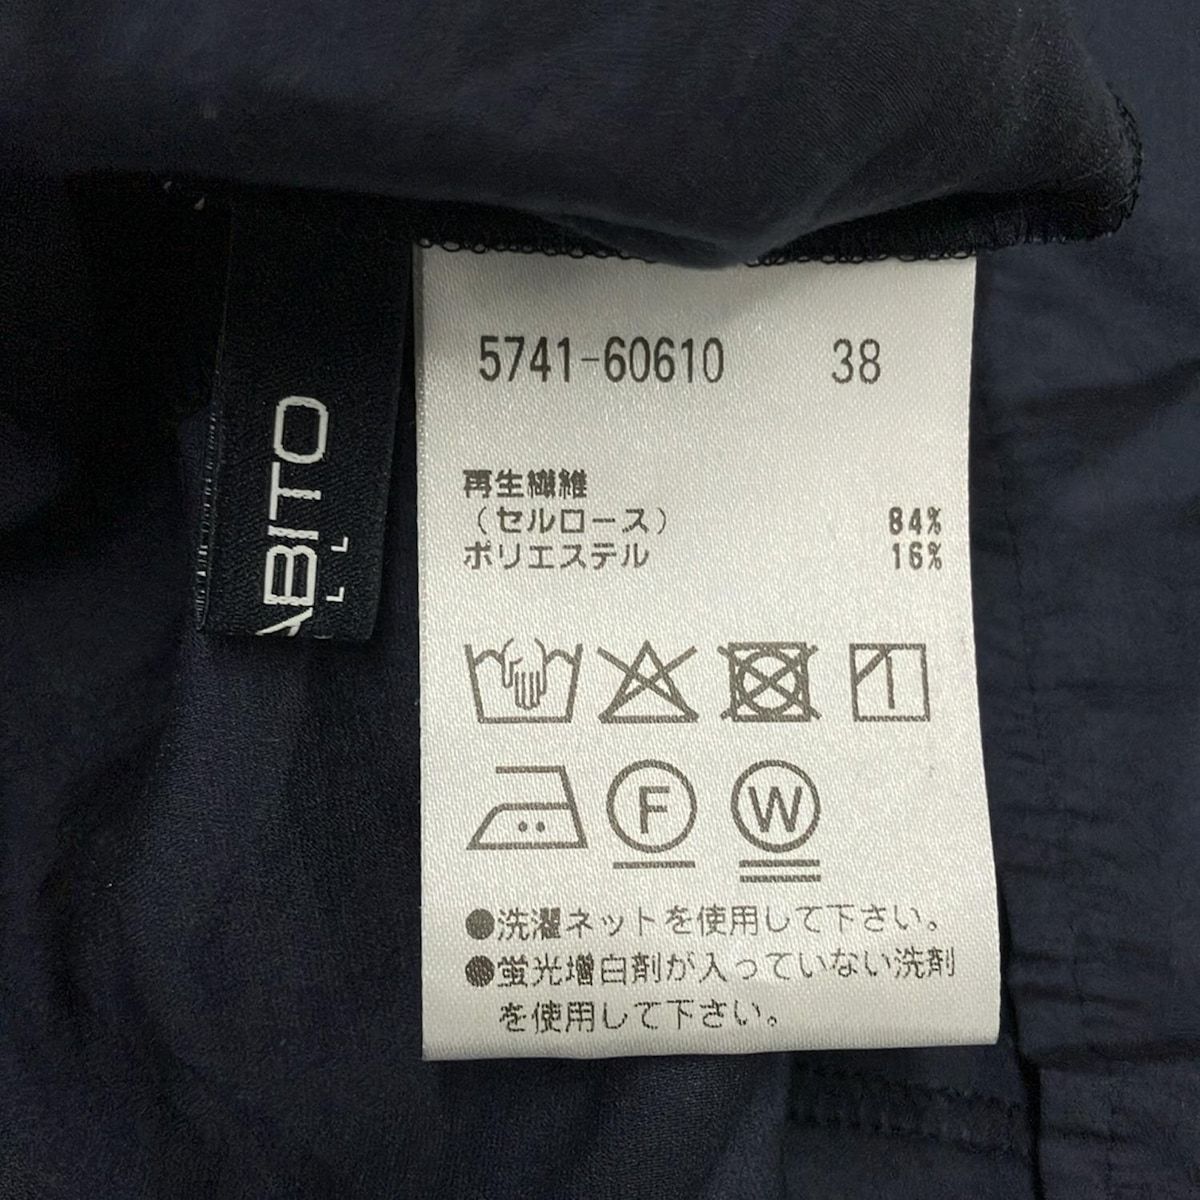 5741-60610 38
再生繊維
(セルロース) 84%
ポリエステル 16%
F W
●洗濯ネットを使用して下さい。
●蛍光増白剤が入っていない洗剤
を使用して下さい。
ABITO
L L